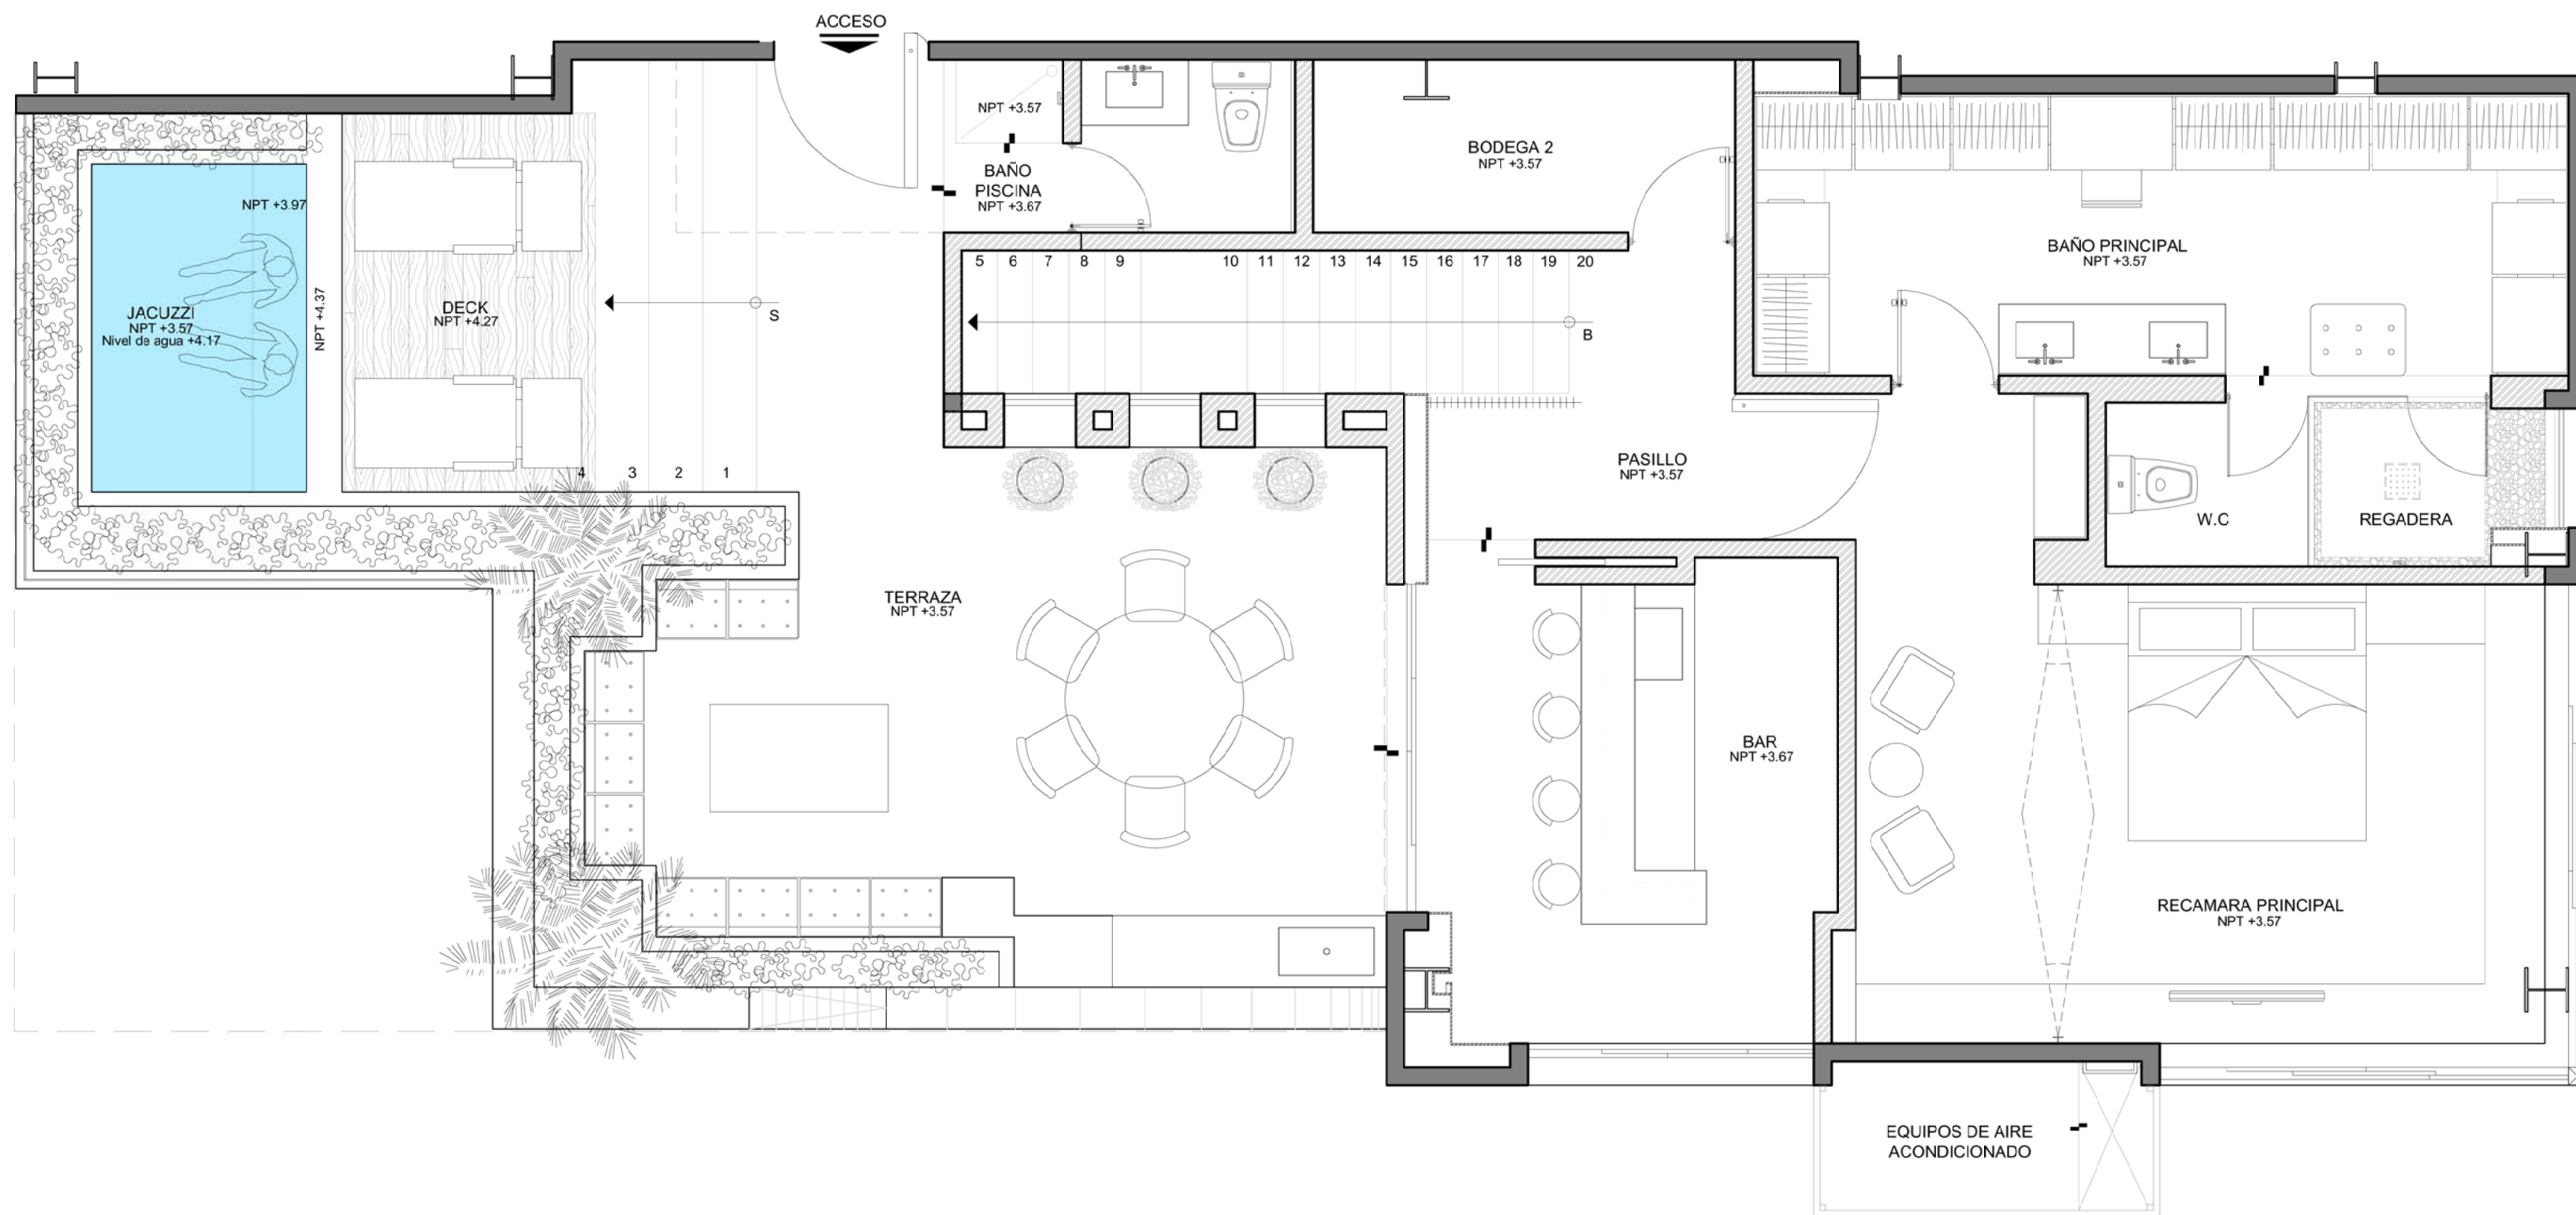 ACCESO
NPT +3.57
BAÑO
PISCINA
NPT +3.67
BODEGA 2
NPT +3.57
BAÑO PRINCIPAL
NPT +3.57
NPT +3.97
JACUZZI
NPT +3.57
Nivel de agua +4.17
NPT +4.37
DECK
NPT +4.27
S
5 6 7 8 9 10 11 12 13 14 15 16 17 18 19 20
B
4 3 2 1
PASILLO
NPT +3.57
W.C
REGADERA
TERRAZA
NPT +3.57
BAR
NPT +3.67
RECAMARA PRINCIPAL
NPT +3.57
EQUIPOS DE AIRE
ACONDICIONADO